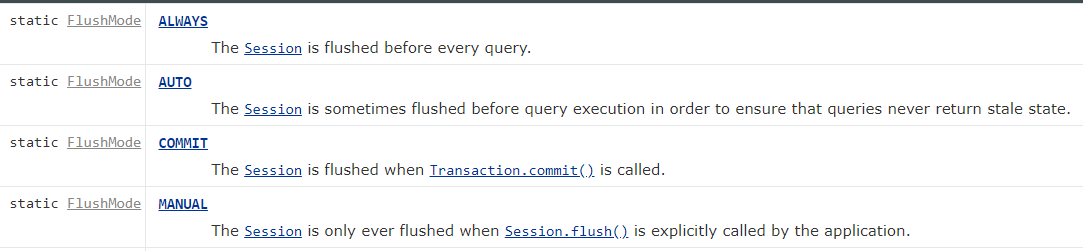 static FlushMode ALWAYS
The Session is flushed before every query.
static FlushMode AUTO
The Session is sometimes flushed before query execution in order to ensure that queries never return stale state.
static FlushMode COMMIT
The Session is flushed when Transaction.commit() is called.
static FlushMode MANUAL
The Session is only ever flushed when Session.flush() is explicitly called by the application.